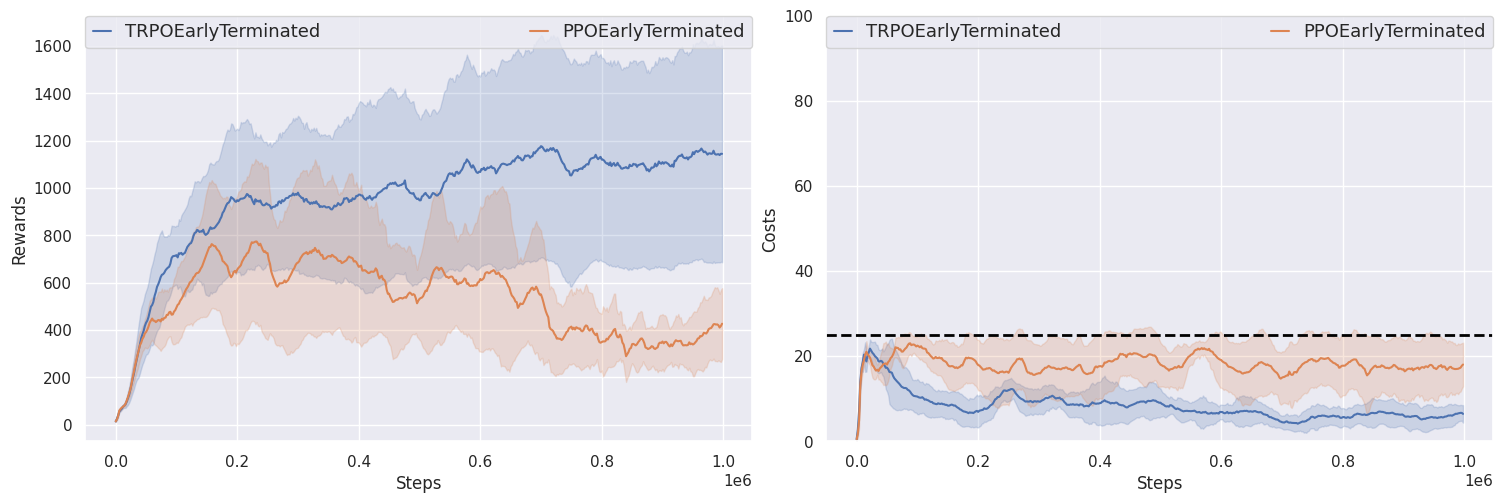 TRPOEarlyTerminated PPOEarlyTerminated
1600
1400
1200
1000
800
600
400
200
0
Rewards
0.0 0.2 0.4 0.6 0.8 1.0
1e6
Steps
TRPOEarlyTerminated PPOEarlyTerminated
100
80
60
40
20
0
Costs
0.0 0.2 0.4 0.6 0.8 1.0
1e6
Steps